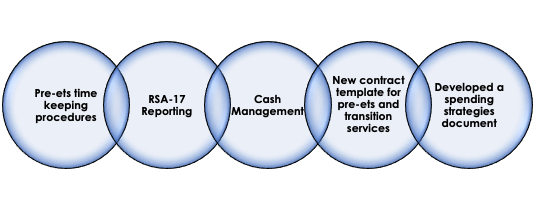 Pre-ets time
keeping
procedures
RSA-17
Reporting
Cash
Management
New contract
template for
pre-ets and
transition
services
Developed a
spending
strategies
document